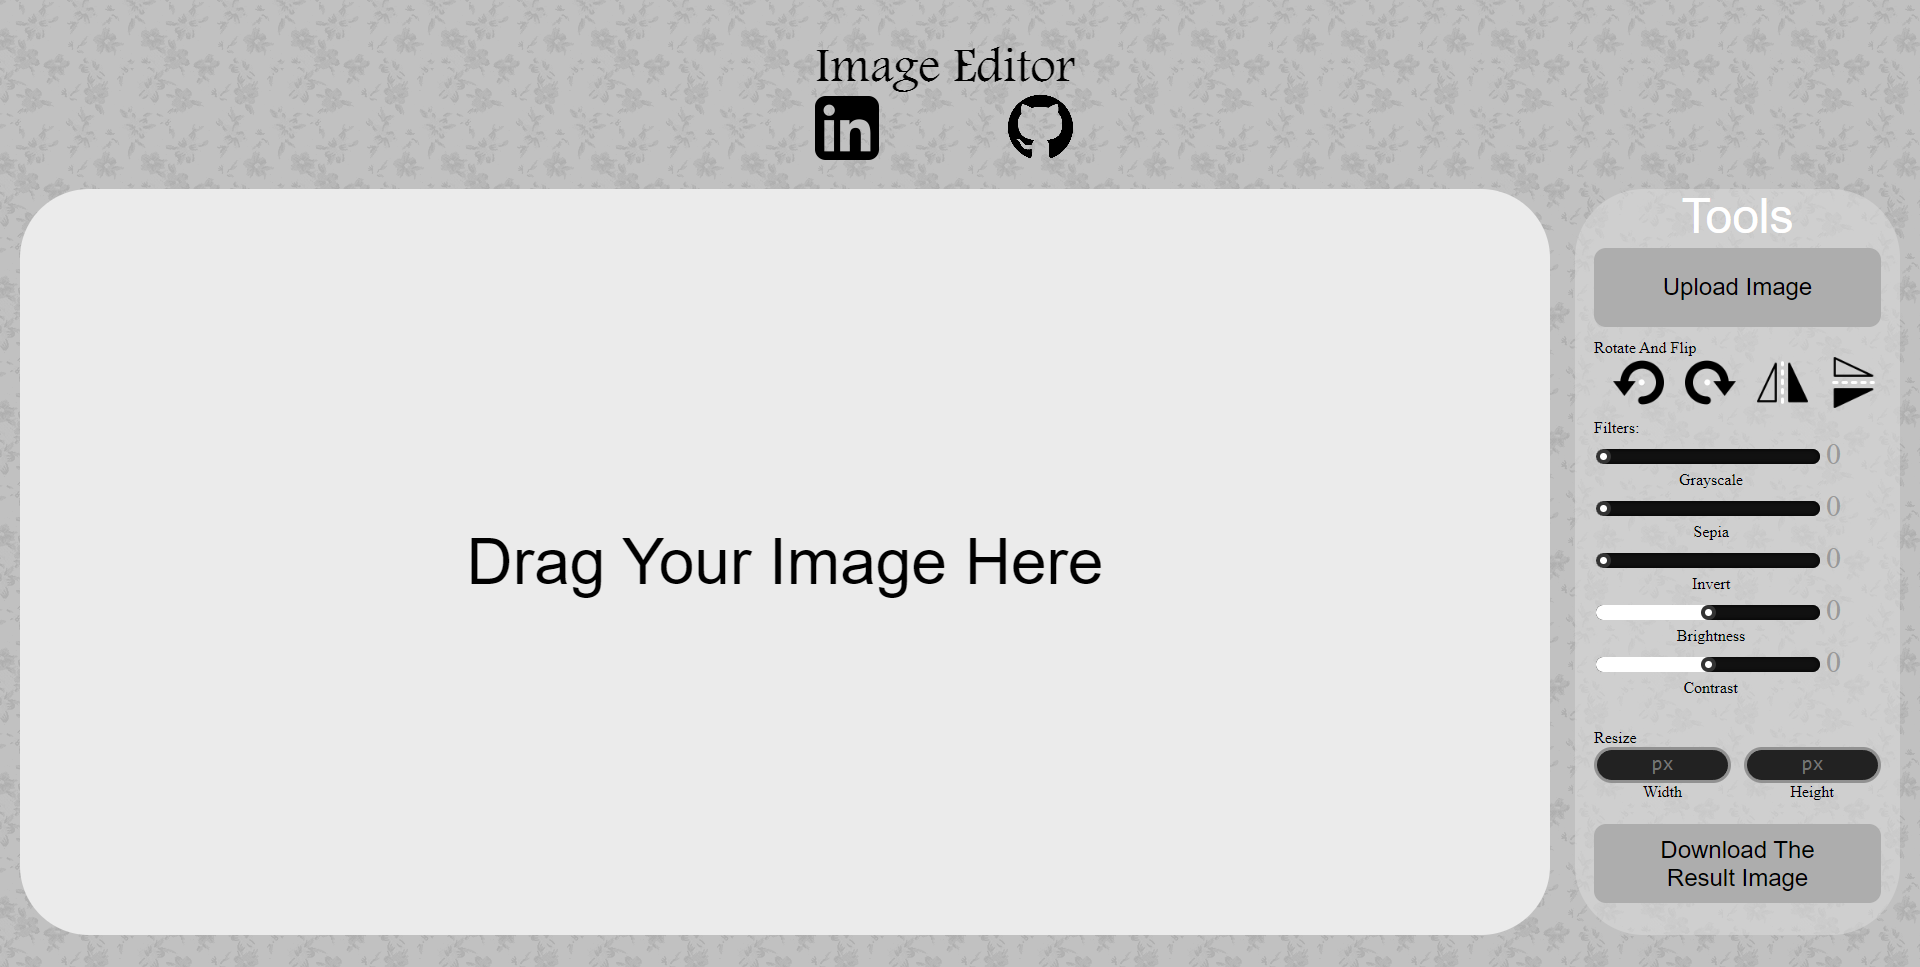 Image Editor
in
Tools
Upload Image
Rotate And Flip
Filters:
0
Grayscale
0
Sepia
0
Invert
0
Brightness
0
Contrast
Drag Your Image Here
Resize
px px
Width Height
Download The
Result Image